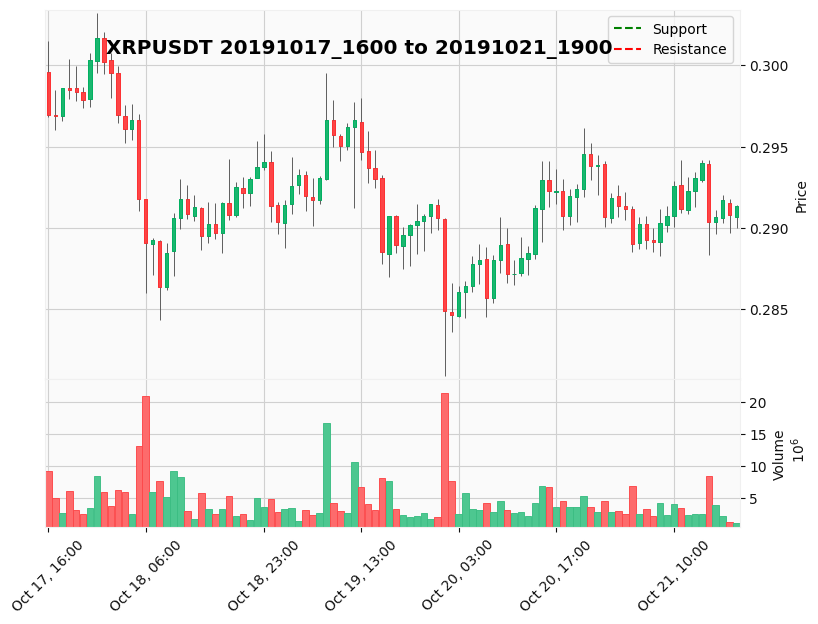 XRPUSDT 20191017_1600 to 20191021_1900
Support
Resistance
0.300
0.295
0.290
0.285
Price
20
15
10
5
Volume
10^6
Oct 17, 16:00
Oct 18, 06:00
Oct 18, 23:00
Oct 19, 13:00
Oct 20, 03:00
Oct 20, 17:00
Oct 21, 10:00